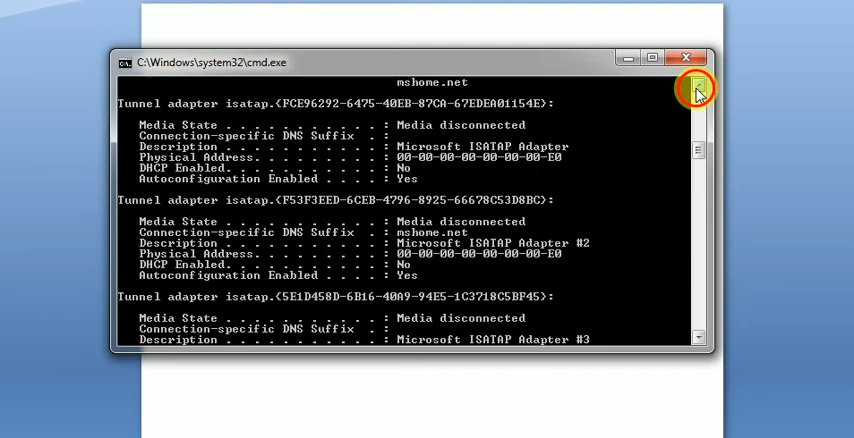 C:\Windows\system32\cmd.exe
mshome.net
Tunnel adapter isatap.{FCE96292-6475-40EB-87CA-67EDEA01154E}:
Media State . . . . . . . . . . . : Media disconnected
Connection-specific DNS Suffix  . :
Description . . . . . . . . . . . : Microsoft ISATAP Adapter
Physical Address. . . . . . . . . : 00-00-00-00-00-00-00-E0
DHCP Enabled. . . . . . . . . . . : No
Autoconfiguration Enabled . . . . : Yes
Tunnel adapter isatap.{F53F3EED-6CEB-4796-8925-66678C53D8BC}:
Media State . . . . . . . . . . . : Media disconnected
Connection-specific DNS Suffix  . : mshome.net
Description . . . . . . . . . . . : Microsoft ISATAP Adapter #2
Physical Address. . . . . . . . . : 00-00-00-00-00-00-00-E0
DHCP Enabled. . . . . . . . . . . : No
Autoconfiguration Enabled . . . . : Yes
Tunnel adapter isatap.{5E1D458D-6B16-40A9-94E5-1C3718C5BF45}:
Media State . . . . . . . . . . . : Media disconnected
Connection-specific DNS Suffix  . :
Description . . . . . . . . . . . : Microsoft ISATAP Adapter #3